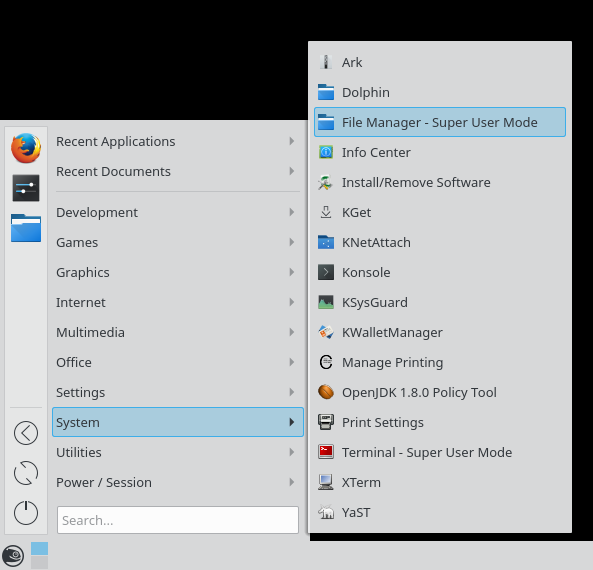 Recent Applications
Recent Documents
Development
Games
Graphics
Internet
Multimedia
Office
Settings
System
Utilities
Power / Session
Search...
Ark
Dolphin
File Manager - Super User Mode
Info Center
Install/Remove Software
KGet
KNetAttach
Konsole
KSysGuard
KWalletManager
Manage Printing
OpenJDK 1.8.0 Policy Tool
Print Settings
Terminal - Super User Mode
XTerm
YaST